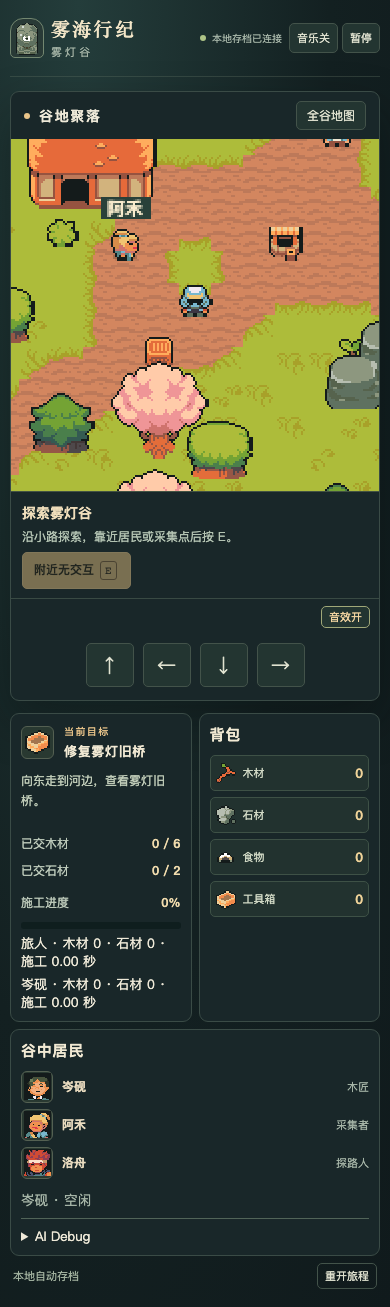 雾海行纪
雾灯谷
本地存档已连接
音乐关
暂停
谷地聚落
全谷地图
阿禾
探索雾灯谷
沿小路探索，靠近居民或采集点后按 E。
附近无交互 E
音效开
↑ ← ↓ →
当前目标
修复雾灯旧桥
向东走到河边，查看雾灯旧
桥。
已交木材 0 / 6
已交石材 0 / 2
施工进度 0%
旅人 · 木材 0 · 石材 0 ·
施工 0.00 秒
岑砚 · 木材 0 · 石材 0 ·
施工 0.00 秒
背包
木材 0
石材 0
食物 0
工具箱 0
谷中居民
岑砚 木匠
阿禾 采集者
洛舟 探路人
岑砚 · 空闲
▶ AI Debug
本地自动存档
重开旅程